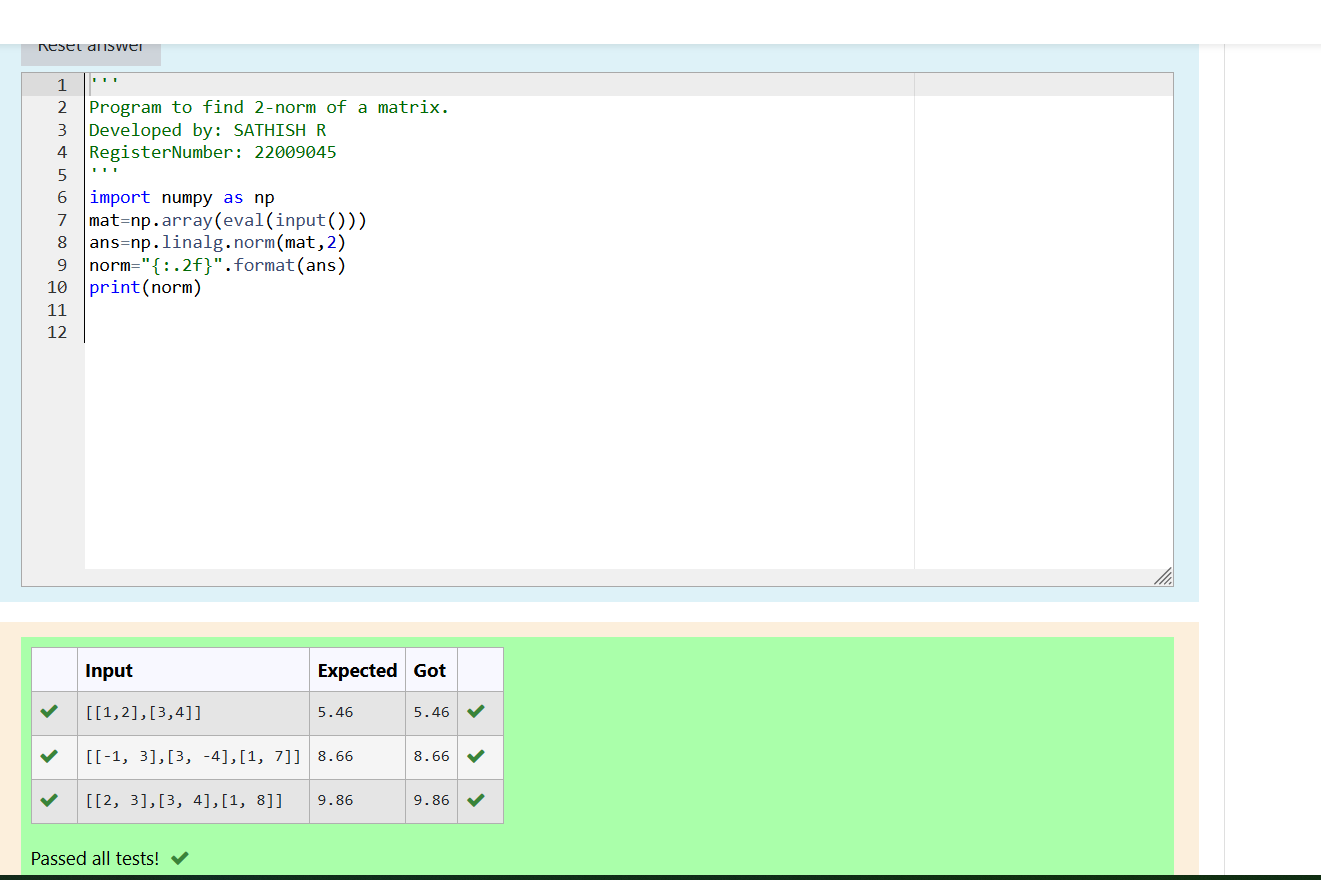 Reset answer
1 '''
2 Program to find 2-norm of a matrix.
3 Developed by: SATHISH R
4 RegisterNumber: 22009045
5 '''
6 import numpy as np
7 mat=np.array(eval(input()))
8 ans=np.linalg.norm(mat,2)
9 norm="{:.2f}".format(ans)
10 print(norm)
11
12
Input Expected Got
[[1,2],[3,4]] 5.46 5.46
[[-1, 3],[3, -4],[1, 7]] 8.66 8.66
[[2, 3],[3, 4],[1, 8]] 9.86 9.86
Passed all tests!